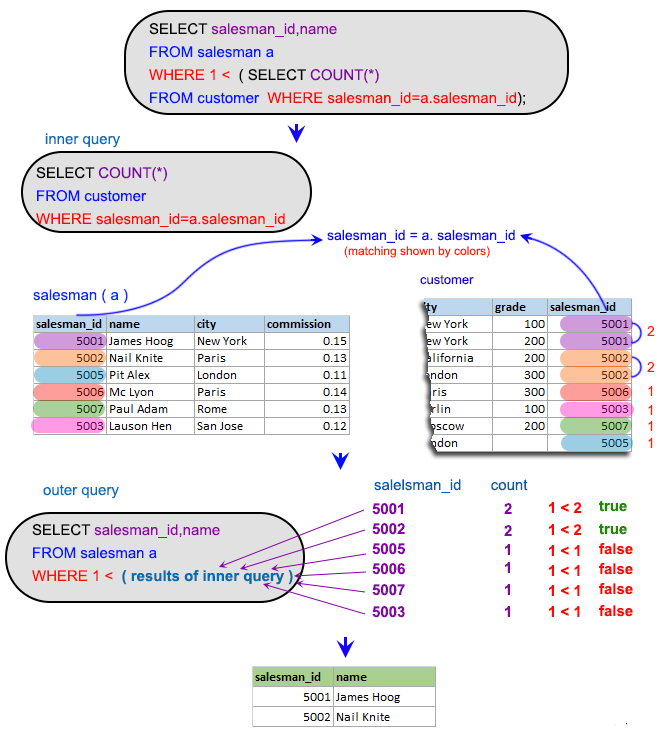 SELECT salesman_id,name
FROM salesman a
WHERE 1 < ( SELECT COUNT(*)
FROM customer WHERE salesman_id=a.salesman_id);
inner query
SELECT COUNT(*)
FROM customer
WHERE salesman_id=a.salesman_id
salesman_id = a. salesman_id
(matching shown by colors)
salesman ( a )
salesman_id name city commission
5001 James Hoog New York 0.15
5002 Nail Knite Paris 0.13
5005 Pit Alex London 0.11
5006 Mc Lyon Paris 0.14
5007 Paul Adam Rome 0.13
5003 Lauson Hen San Jose 0.12
customer
ty grade salesman_id
ew York 100 5001
ew York 200 5001
2
alifornia 200 5002
ondon 300 5002
2
ris 300 5006 1
rlin 100 5003 1
oscow 200 5007 1
ndon 5005 1
outer query
SELECT salesman_id,name
FROM salesman a
WHERE 1 < ( results of inner query )
salelsman_id count
5001 2 1 < 2 true
5002 2 1 < 2 true
5005 1 1 < 1 false
5006 1 1 < 1 false
5007 1 1 < 1 false
5003 1 1 < 1 false
salesman_id name
5001 James Hoog
5002 Nail Knite